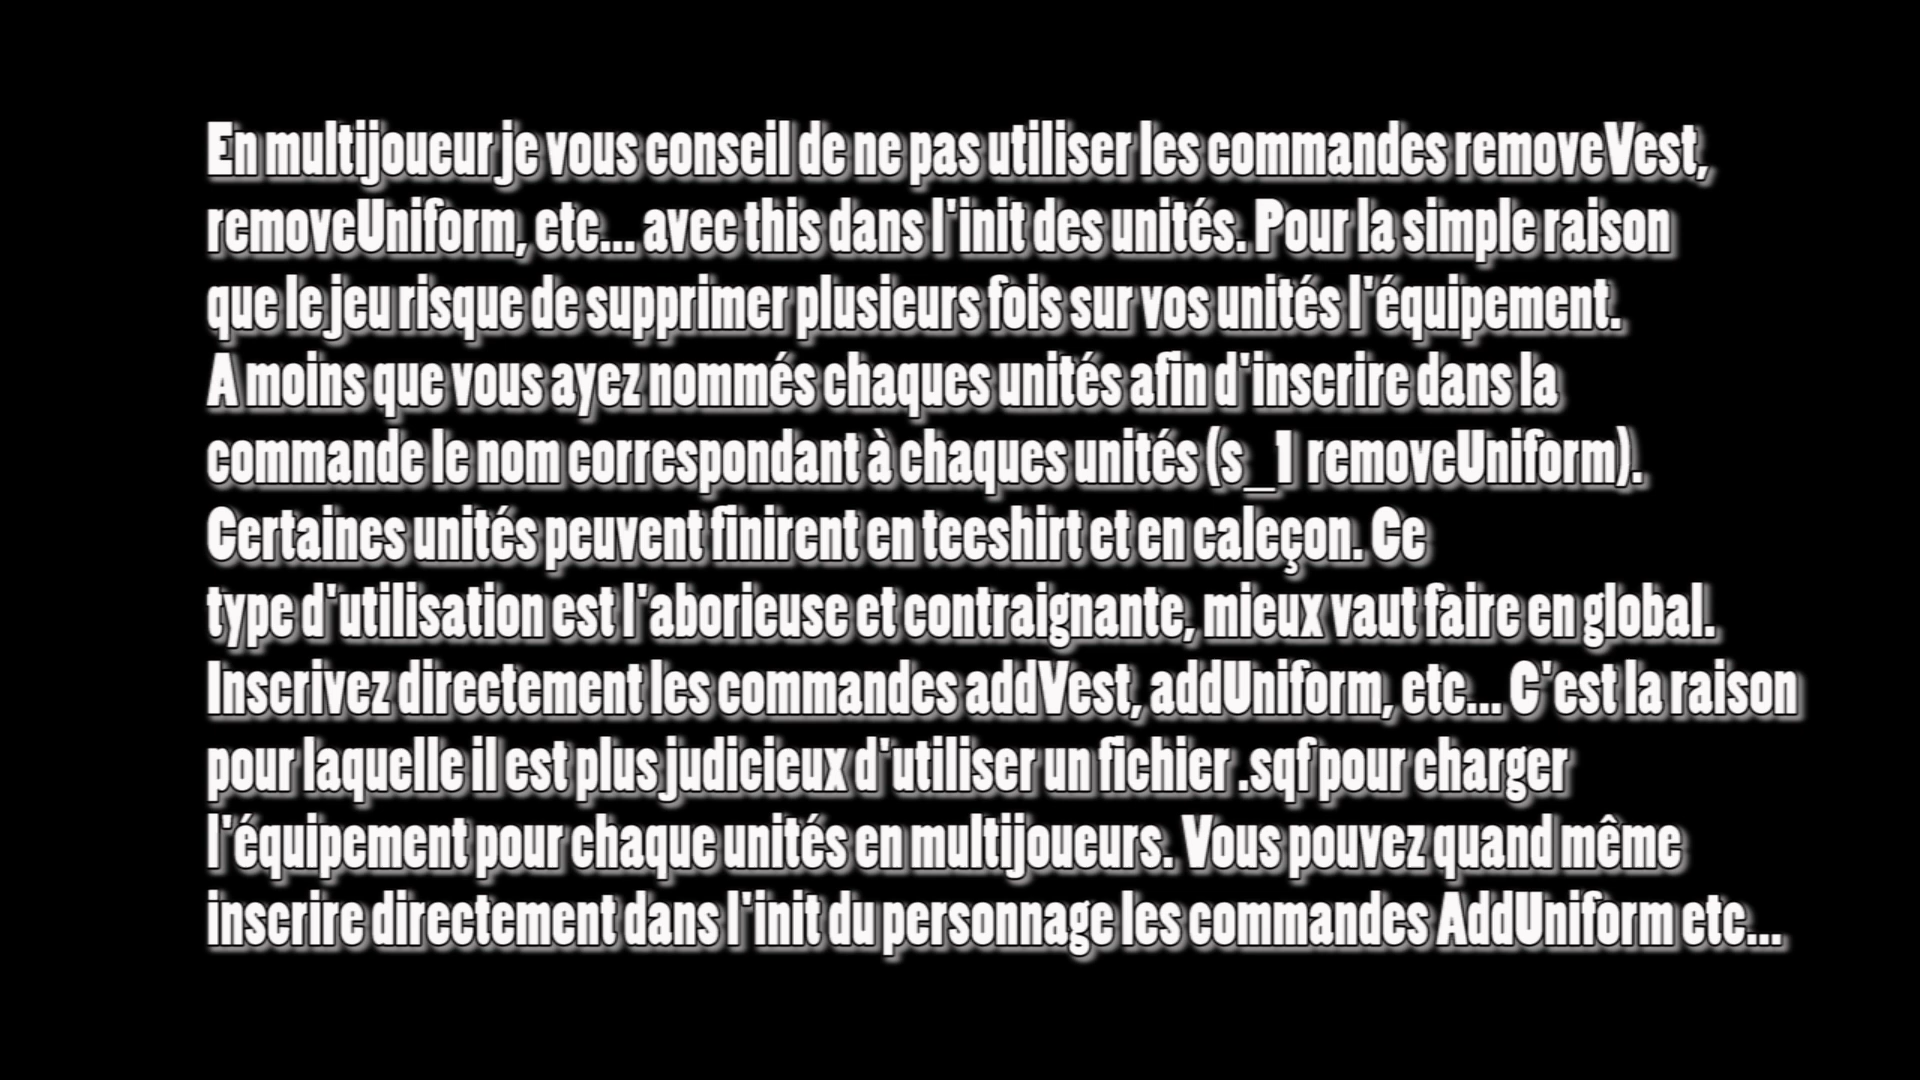 En multijoueur je vous conseil de ne pas utiliser les commandes removeVest,
removeUniform, etc... avec this dans l'init des unités. Pour la simple raison
que le jeu risque de supprimer plusieurs fois sur vos unités l'équipement.
A moins que vous ayez nommés chaques unités afin d'inscrire dans la
commande le nom correspondant à chaques unités (s_1 removeUniform).
Certaines unités peuvent finirent en teeshirt et en caleçon. Ce
type d'utilisation est l'aborieuse et contraignante, mieux vaut faire en global.
Inscrivez directement les commandes addVest, addUniform, etc... C'est la raison
pour laquelle il est plus judicieux d'utiliser un fichier .sqf pour charger
l'équipement pour chaque unités en multijoueurs. Vous pouvez quand même
inscrire directement dans l'init du personnage les commandes AddUniform etc...